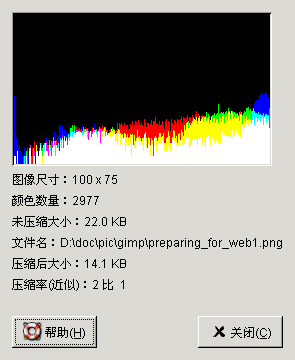 图像尺寸：100 x 75
颜色数量：2977
未压缩大小：22.0 KB
文件名：D:\doc\pic\gimp\preparing_for_web1.png
压缩后大小：14.1 KB
压缩率(近似)：2 比 1
帮助(H) 关闭(C)